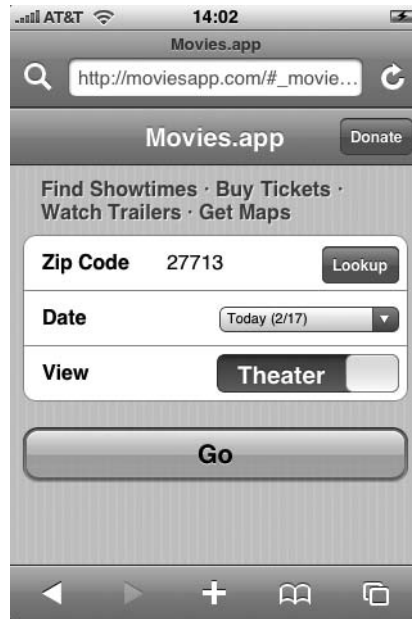 AT&T 14:02
Movies.app
http://moviesapp.com/#_movie...
Movies.app Donate
Find Showtimes · Buy Tickets ·
Watch Trailers · Get Maps
Zip Code 27713 Lookup
Date Today (2/17)
View Theater
Go